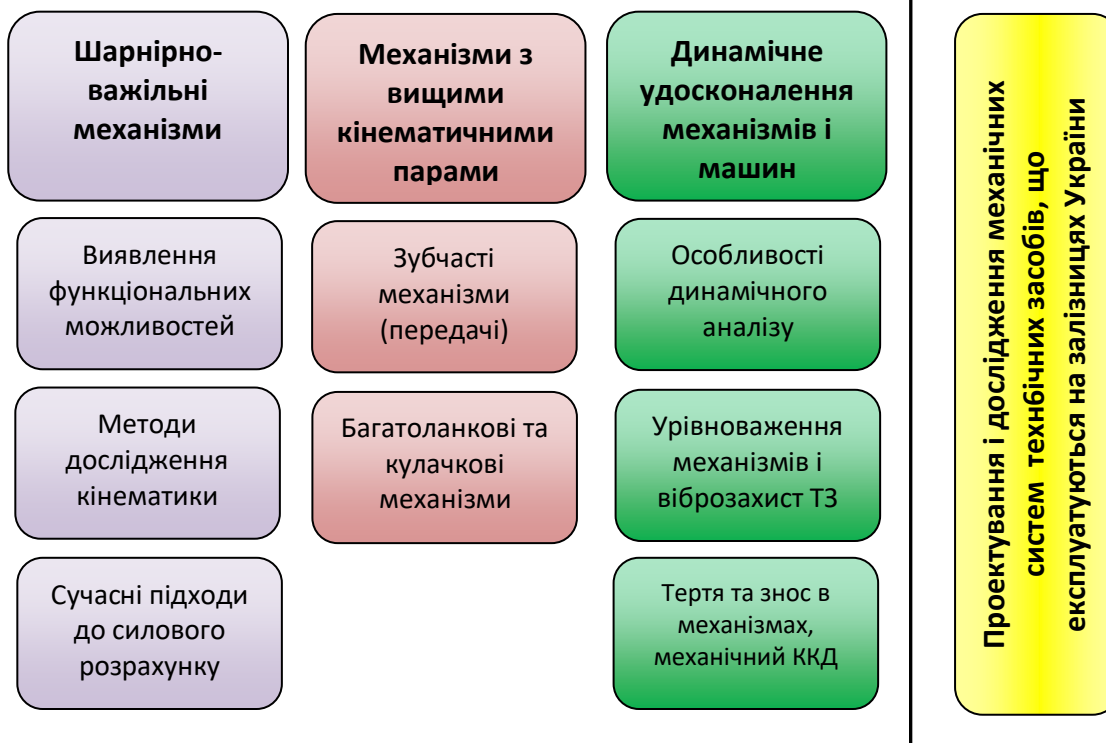 Шарнірно-
важільні
механізми
Виявлення
функціональних
можливостей
Методи
дослідження
кінематики
Сучасні підходи
до силового
розрахунку
Механізми з
вищими
кінематичними
парами
Зубчасті
механізми
(передачі)
Багатоланкові та
кулачкові
механізми
Динамічне
удосконалення
механізмів і
машин
Особливості
динамічного
аналізу
Урівноваження
механізмів і
віброзахист ТЗ
Тертя та знос в
механізмах,
механічний ККД
Проектування і дослідження механічних
систем технбічних засобів, що
експлуатуються на залізницях України